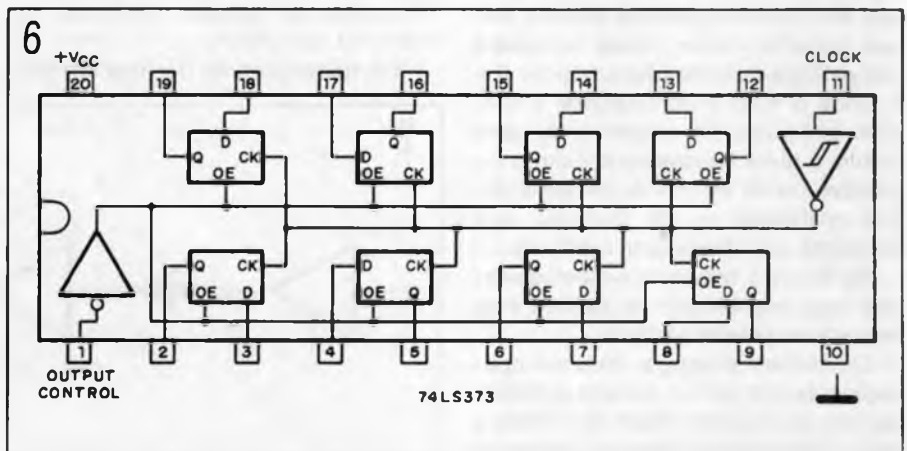 6
+VCC CLOCK
20 19 18 17 16 15 14 13 12 11
D Q D Q
Q CK D Q D Q
OE CK OE CK CK OE
Q CK D CK Q CK CK
OE D OE Q OE D OE
D Q
1 2 3 4 5 6 7 8 9 10
OUTPUT
CONTROL
74LS373